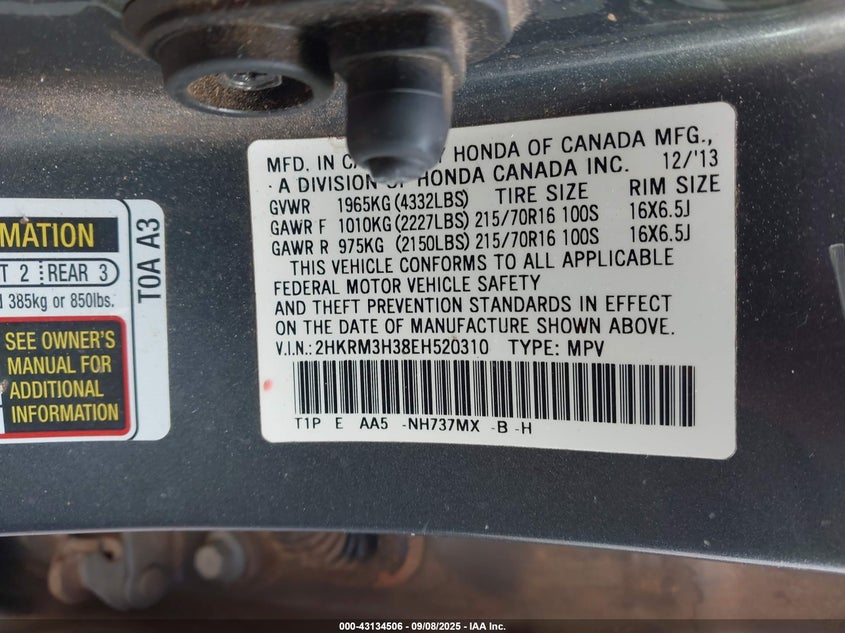 MATION
T 2 REAR 3
385kg or 850lbs.
SEE OWNER'S
MANUAL FOR
ADDITIONAL
INFORMATION
T0A A3
MFD. IN HONDA OF CANADA MFG.,
A DIVISION OF HONDA CANADA INC. 12/'13
GVWR 1965KG (4332LBS) TIRE SIZE RIM SIZE
GAWR F 1010KG (2227LBS) 215/70R16 100S 16X6.5J
GAWR R 975KG (2150LBS) 215/70R16 100S 16X6.5J
THIS VEHICLE CONFORMS TO ALL APPLICABLE
FEDERAL MOTOR VEHICLE SAFETY
AND THEFT PREVENTION STANDARDS IN EFFECT
ON THE DATE OF MANUFACTURE SHOWN ABOVE.
V.I.N.: 2HKRM3H38EH520310 TYPE: MPV
T1P E AA5 -NH737MX -B -H
000-43134506 - 09/08/2025 - IAA Inc.